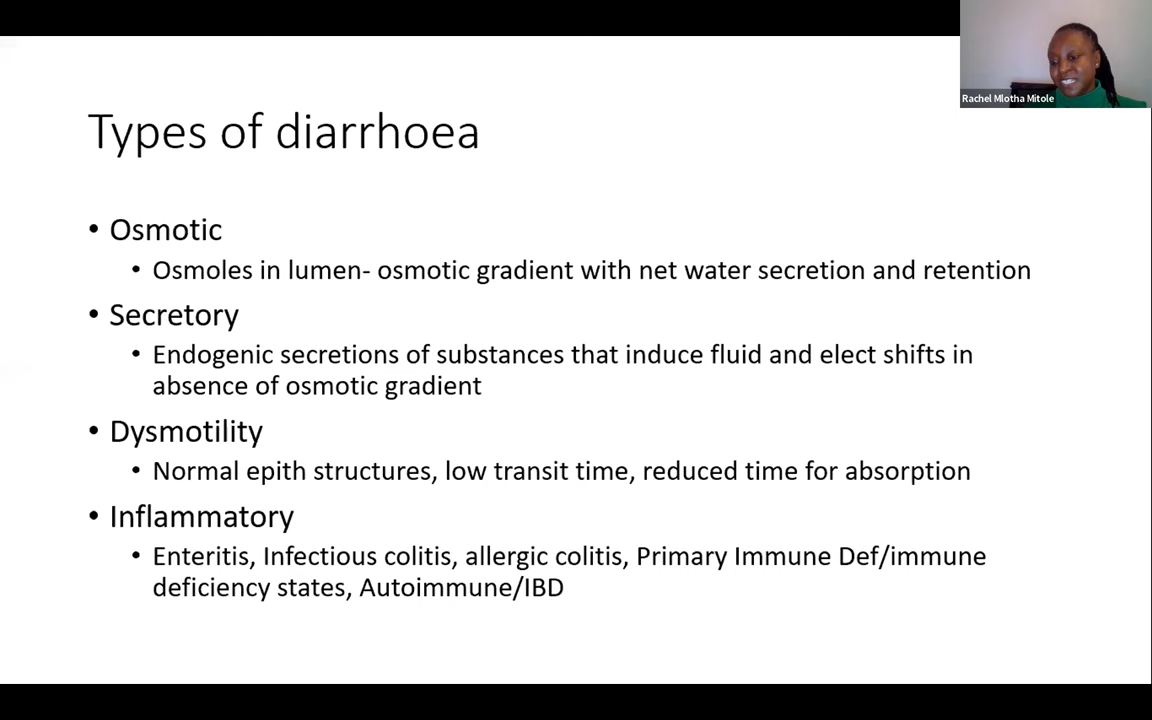 Rachel Mlotha Mitole
Types of diarrhoea
• Osmotic
• Osmoles in lumen- osmotic gradient with net water secretion and retention
• Secretory
• Endogenic secretions of substances that induce fluid and elect shifts in
absence of osmotic gradient
• Dysmotility
• Normal epith structures, low transit time, reduced time for absorption
• Inflammatory
• Enteritis, Infectious colitis, allergic colitis, Primary Immune Def/immune
deficiency states, Autoimmune/IBD